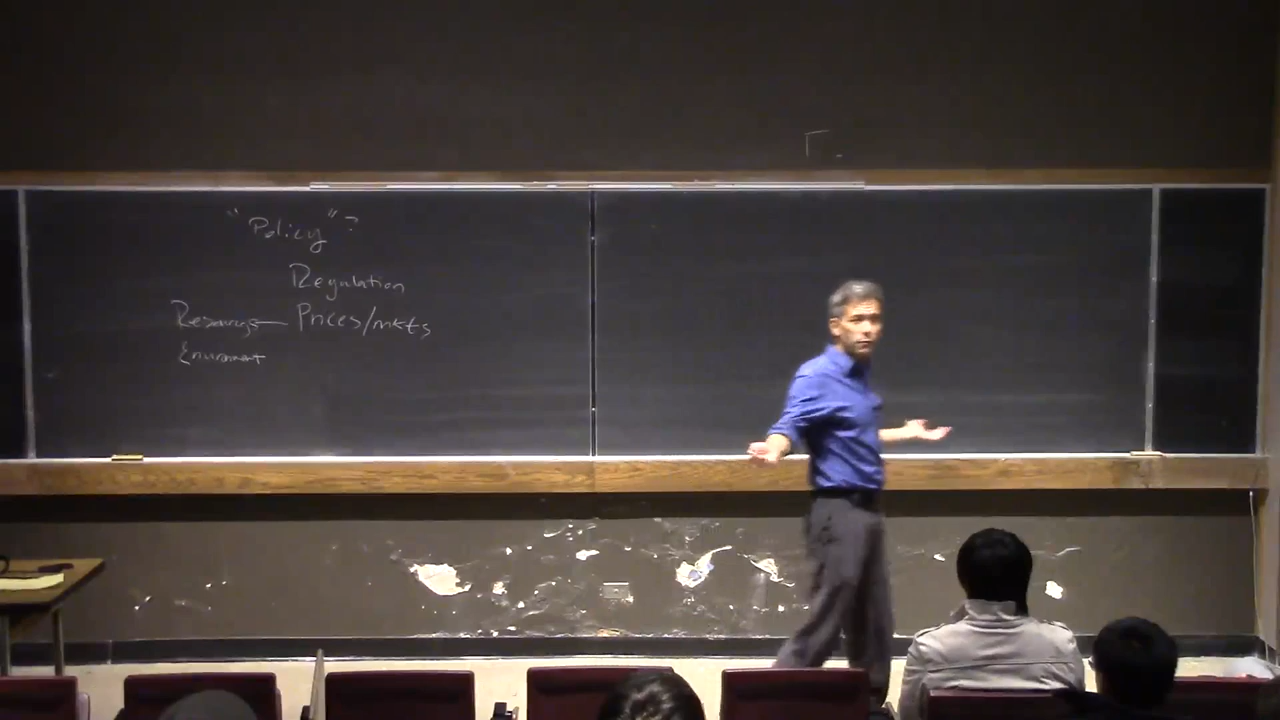 "Policy"?
Regulation
Resources — Prices/mkts
Environment